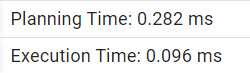 Planning Time: 0.282 ms
Execution Time: 0.096 ms